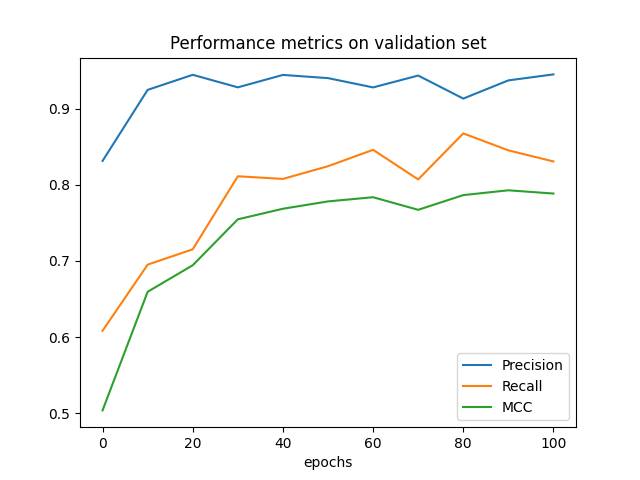 Performance metrics on validation set
0.9
0.8
0.7
0.6
0.5
Precision
Recall
MCC
0 20 40 60 80 100
epochs